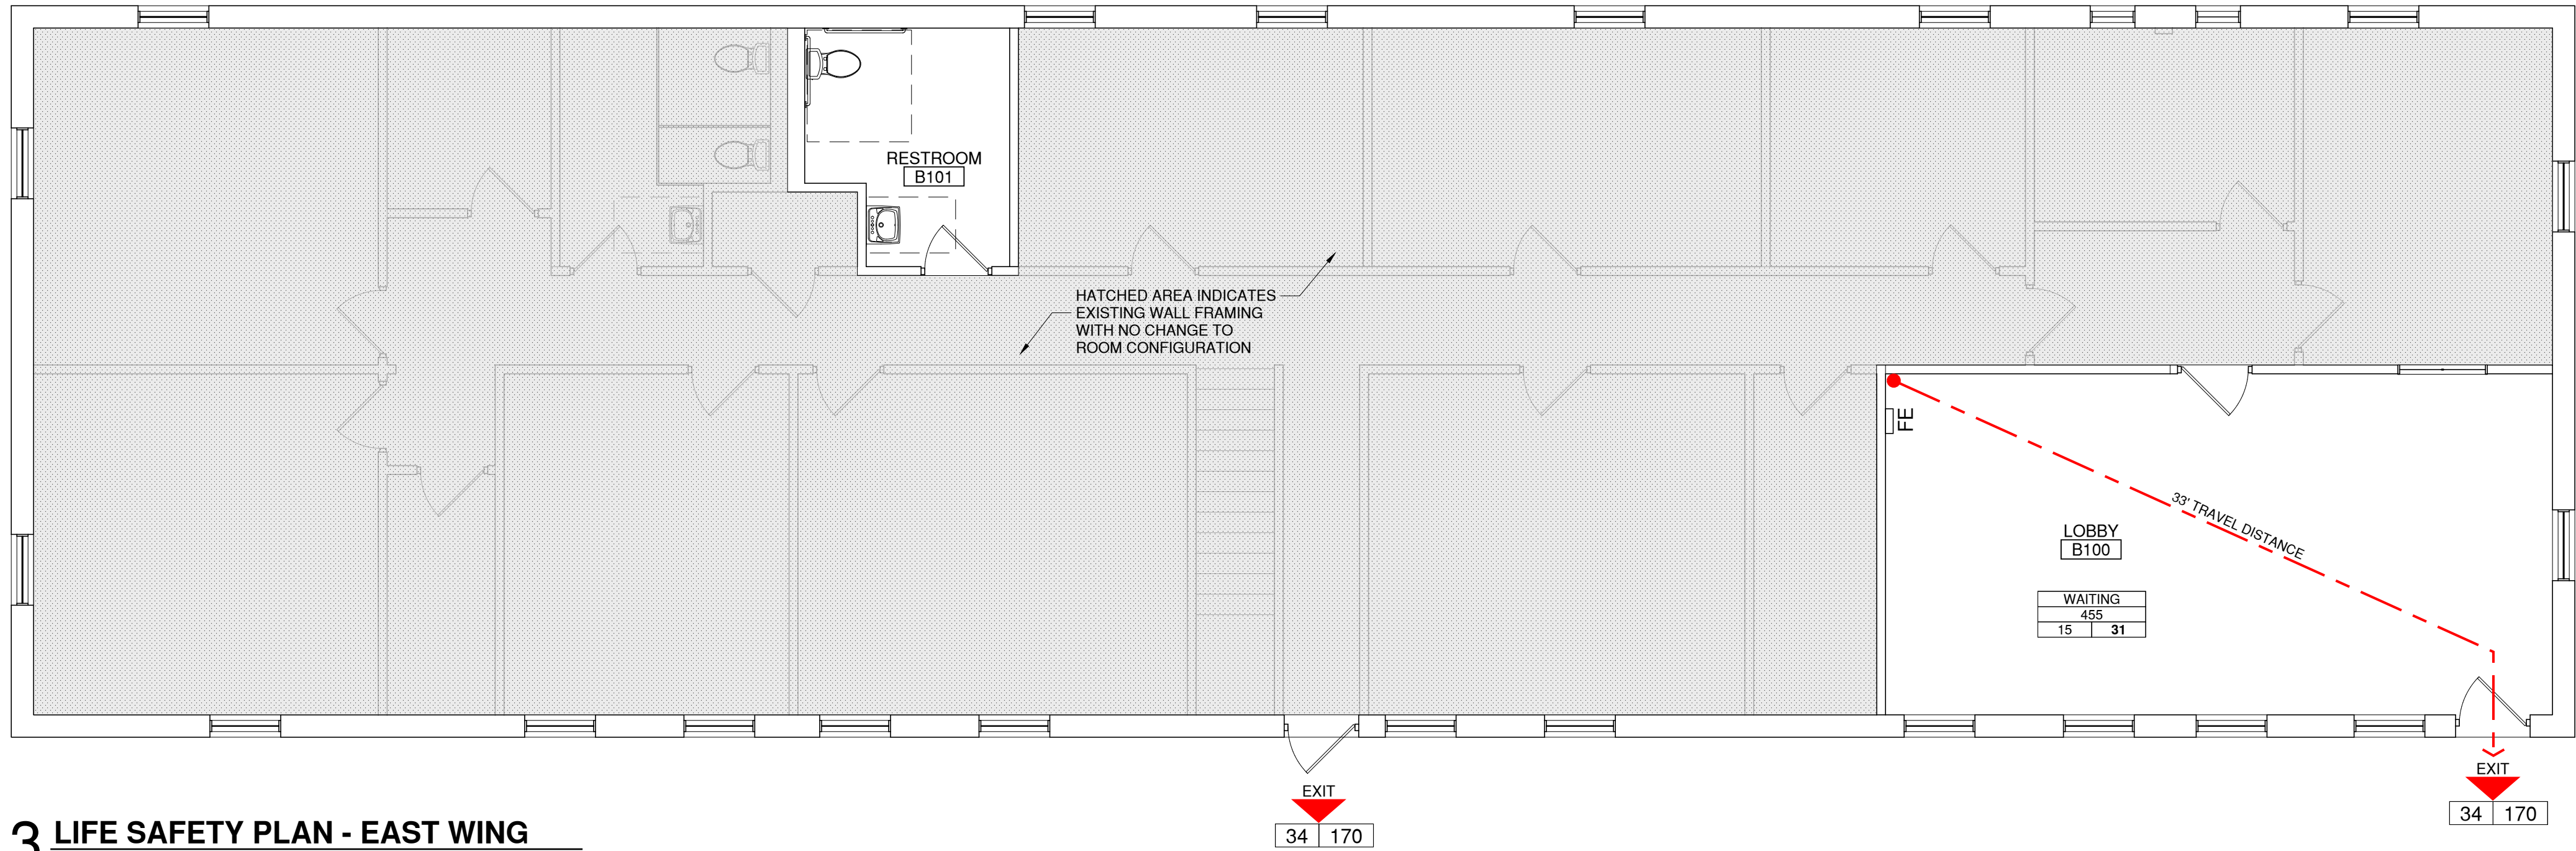 RESTROOM
B101
HATCHED AREA INDICATES
EXISTING WALL FRAMING
WITH NO CHANGE TO
ROOM CONFIGURATION
FE
33' TRAVEL DISTANCE
LOBBY
B100
WAITING
455
15 31
EXIT
34 170
EXIT
34 170
3 LIFE SAFETY PLAN - EAST WING